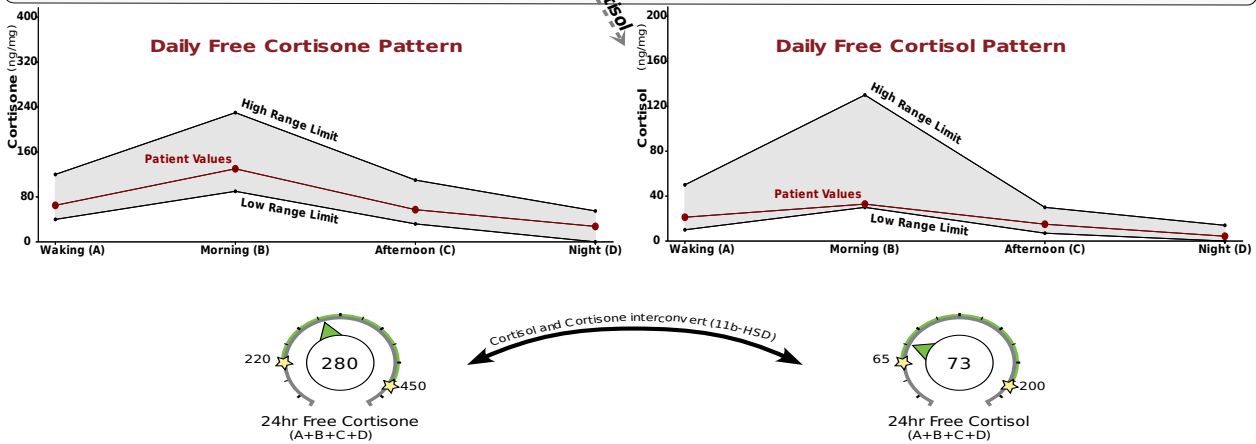 tisol
400
320
240
160
80
0
Cortisone (ng/mg)
Daily Free Cortisone Pattern
High Range Limit
Patient Values
Low Range Limit
Waking (A)
Morning (B)
Afternoon (C)
Night (D)
200
160
120
80
40
0
Cortisol (ng/mg)
Daily Free Cortisol Pattern
High Range Limit
Patient Values
Low Range Limit
Waking (A)
Morning (B)
Afternoon (C)
Night (D)
Cortisol and Cortisone interconvert (11b-HSD)
220
280
450
24hr Free Cortisone
(A+B+C+D)
65
73
200
24hr Free Cortisol
(A+B+C+D)